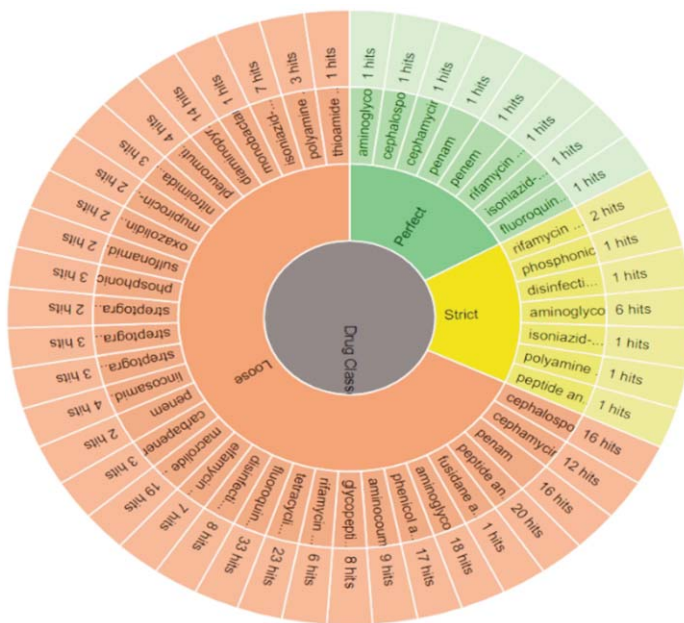 Drug Class
Perfect
aminoglyco
1 hits
cephalospo
1 hits
cephamycin
1 hits
penam
1 hits
penem
1 hits
rifamycin ...
1 hits
isoniazid-...
1 hits
fluoroquin...
1 hits
Strict
rifamycin ...
2 hits
phosphonic
1 hits
disinfecti...
1 hits
aminoglyco
6 hits
isoniazid-...
1 hits
polyamine ...
1 hits
peptide an...
1 hits
Loose
cephalospo
16 hits
cephamycin
12 hits
penam
16 hits
peptide an...
20 hits
fusidane a...
1 hits
aminoglyco
18 hits
phenicol a...
17 hits
aminocoum
9 hits
glycopepti...
8 hits
rifamycin ...
6 hits
tetracycli...
23 hits
fluoroquin...
33 hits
disinfecti...
8 hits
elfamycin ...
7 hits
macrolide ...
19 hits
carbapenem
3 hits
penem
2 hits
lincosamid
4 hits
streptogra...
3 hits
streptogra...
3 hits
streptogra...
2 hits
phosphonic
3 hits
sulfonamid
2 hits
oxazolidin...
2 hits
mupirocin-...
2 hits
nitroimida...
3 hits
pleuromuti...
4 hits
diaminopyr
14 hits
monobactam
1 hits
isoniazid-...
7 hits
polyamine ...
3 hits
thioamide ...
1 hits